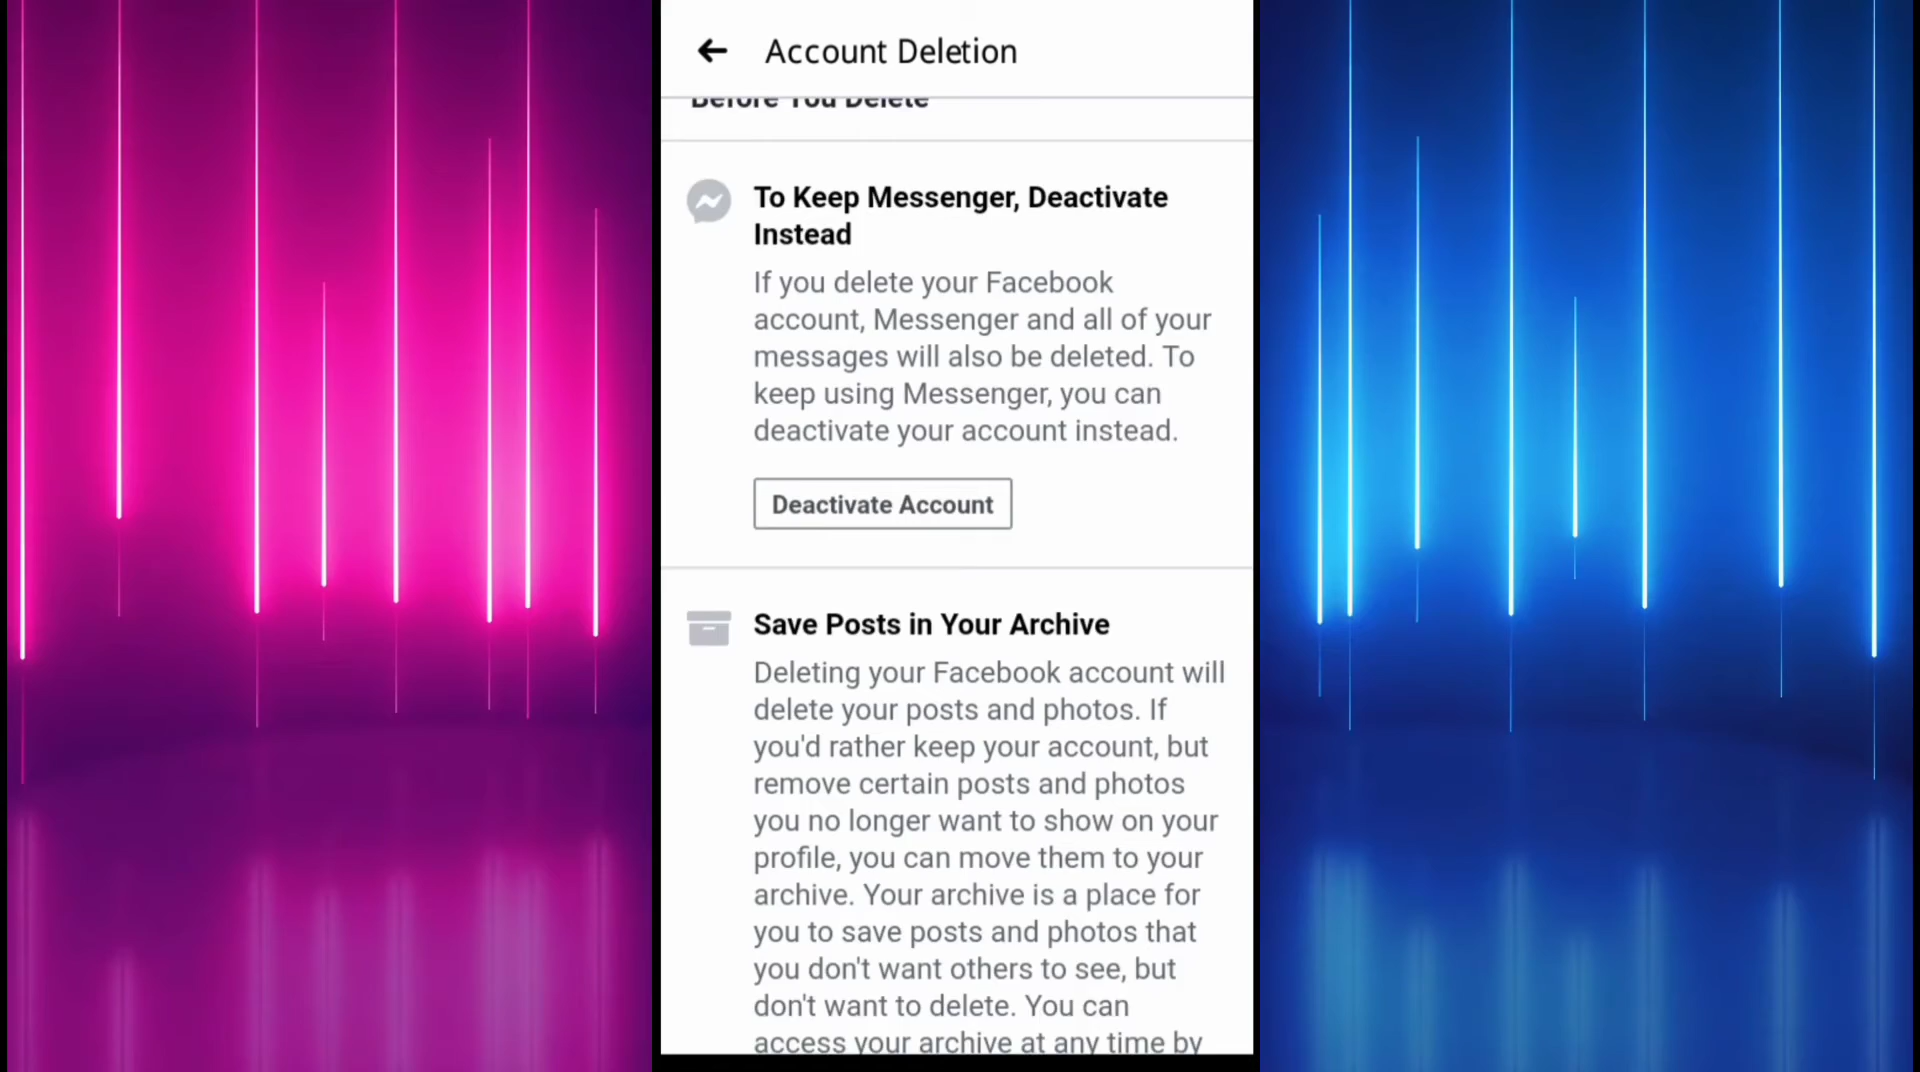 Account Deletion
Before You Delete
To Keep Messenger, Deactivate
Instead
If you delete your Facebook
account, Messenger and all of your
messages will also be deleted. To
keep using Messenger, you can
deactivate your account instead.
Deactivate Account
Save Posts in Your Archive
Deleting your Facebook account will
delete your posts and photos. If
you'd rather keep your account, but
remove certain posts and photos
you no longer want to show on your
profile, you can move them to your
archive. Your archive is a place for
you to save posts and photos that
you don't want others to see, but
don't want to delete. You can
access your archive at any time by